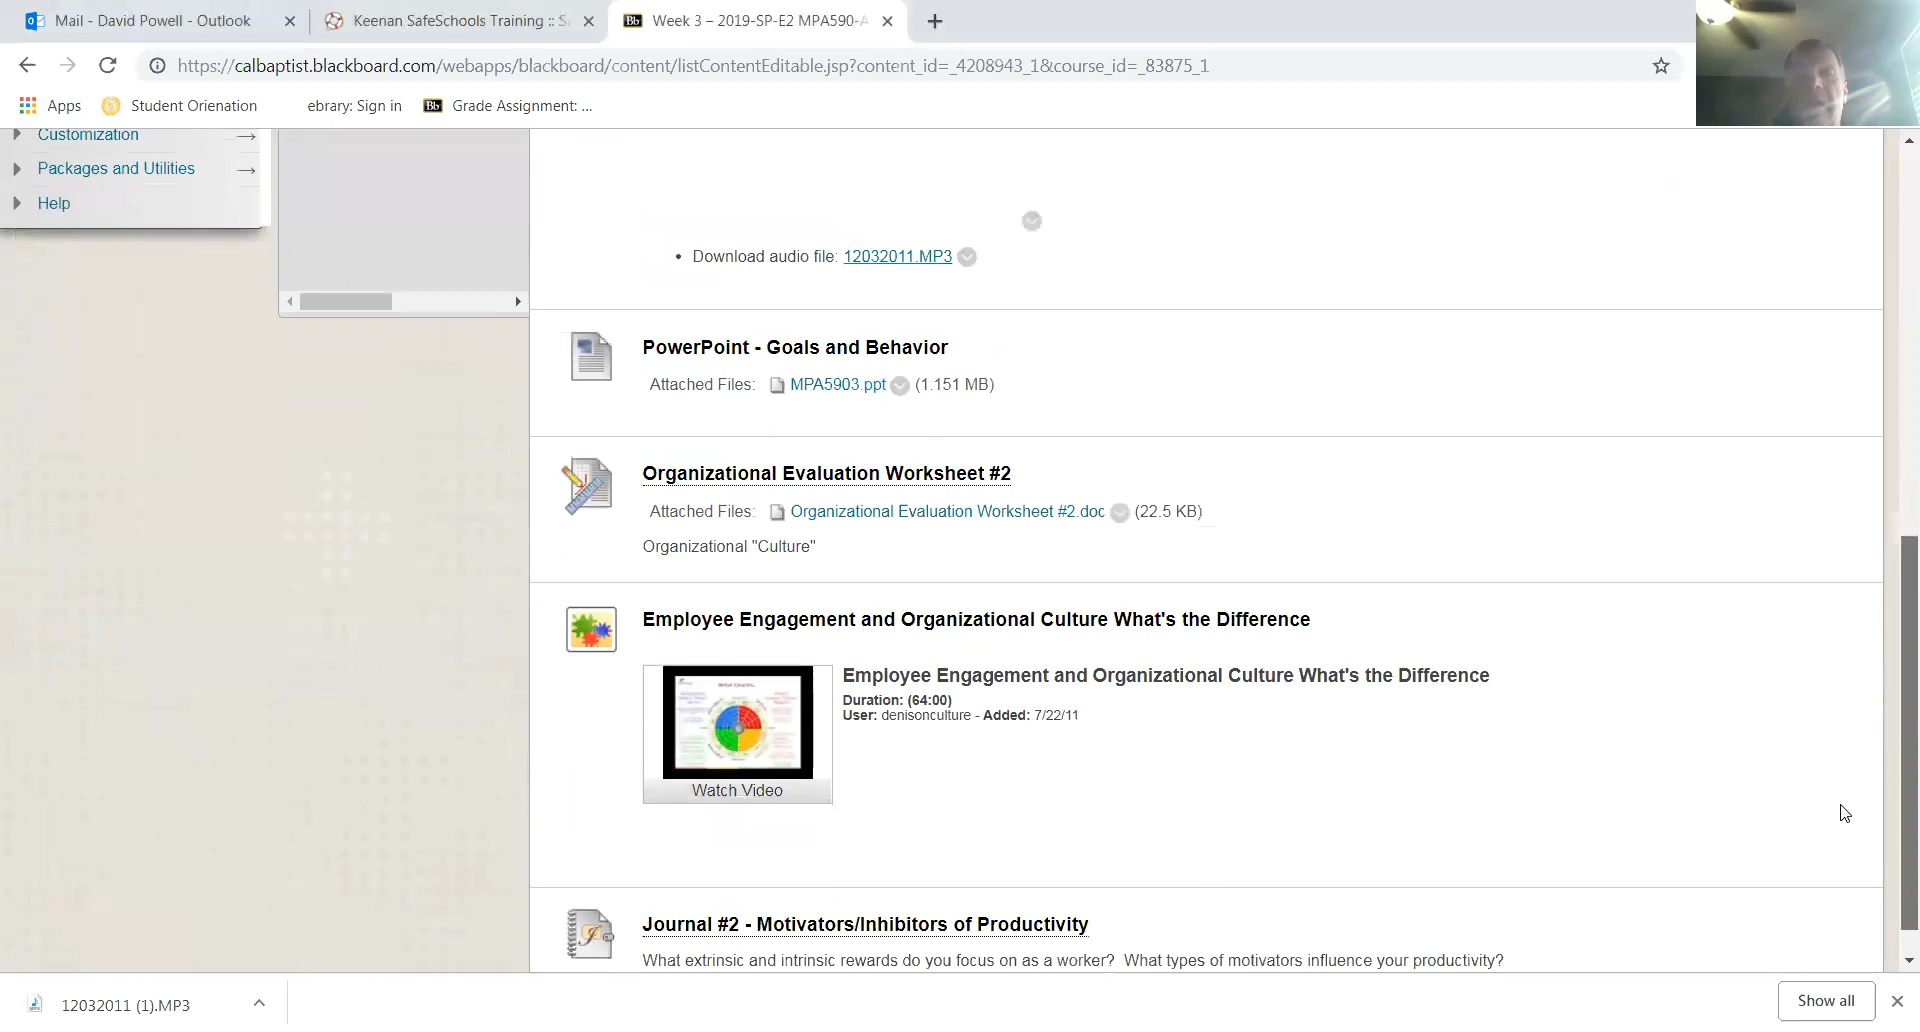 Mail - David Powell - Outlook
Keenan SafeSchools Training :: S
Week 3 – 2019-SP-E2 MPA590-A
https://calbaptist.blackboard.com/webapps/blackboard/content/listContentEditable.jsp?content_id=_4208943_1&course_id=_83875_1
Apps
Student Orienation
ebrary: Sign in
Bb
Grade Assignment: ...
Customization
Packages and Utilities
Help
Download audio file: 12032011.MP3
PowerPoint - Goals and Behavior
Attached Files: MPA5903.ppt (1.151 MB)
Organizational Evaluation Worksheet #2
Attached Files: Organizational Evaluation Worksheet #2.doc (22.5 KB)
Organizational "Culture"
Employee Engagement and Organizational Culture What's the Difference
Employee Engagement and Organizational Culture What's the Difference
Duration: (64:00)
User: denisonculture - Added: 7/22/11
Watch Video
Journal #2 - Motivators/Inhibitors of Productivity
What extrinsic and intrinsic rewards do you focus on as a worker? What types of motivators influence your productivity?
12032011 (1).MP3
Show all